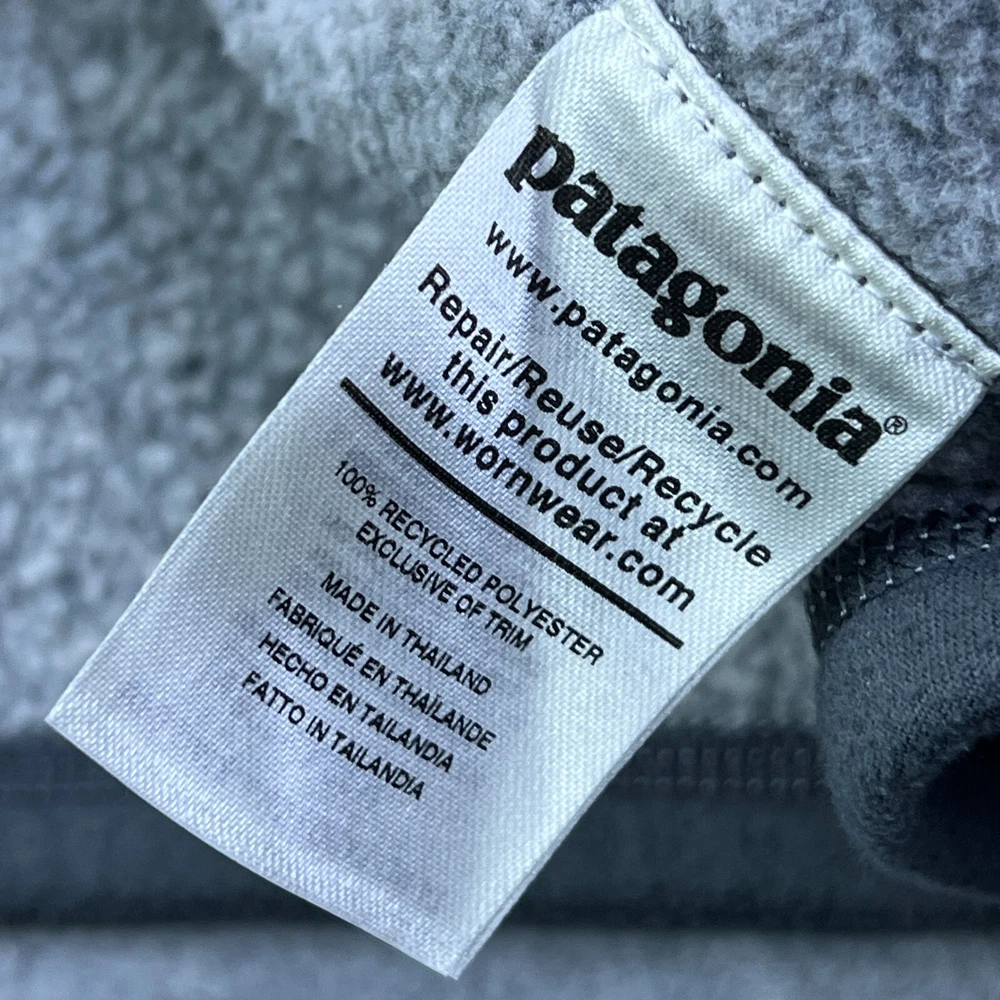 patagonia®
www.patagonia.com
Repair/Reuse/Recycle
this product at
www.wornwear.com
100% RECYCLED POLYESTER
EXCLUSIVE OF TRIM
MADE IN THAILAND
FABRIQUÉ EN THAÏLANDE
HECHO EN TAILANDIA
FATTO IN TAILANDIA